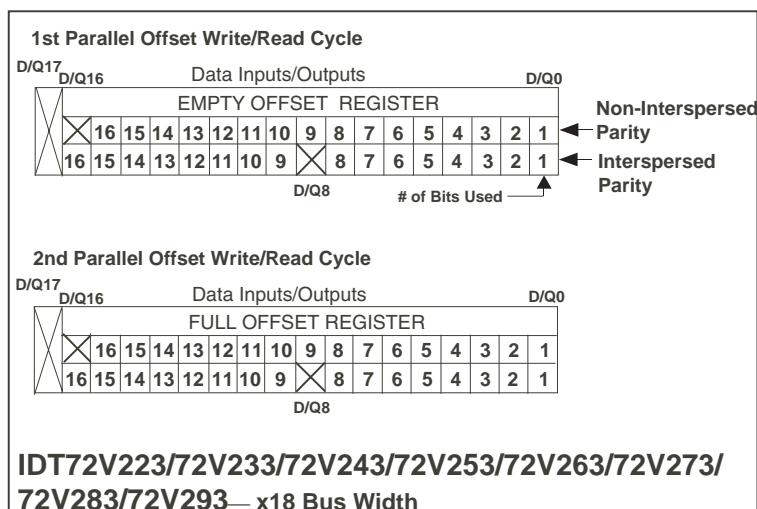 1st Parallel Offset Write/Read Cycle
D/Q17
D/Q16 Data Inputs/Outputs D/Q0
EMPTY OFFSET REGISTER
16 15 14 13 12 11 10 9 8 7 6 5 4 3 2 1
Non-Interspersed
Parity
16 15 14 13 12 11 10 9 8 7 6 5 4 3 2 1
Interspersed
Parity
D/Q8
# of Bits Used
2nd Parallel Offset Write/Read Cycle
D/Q17
D/Q16 Data Inputs/Outputs D/Q0
FULL OFFSET REGISTER
16 15 14 13 12 11 10 9 8 7 6 5 4 3 2 1
16 15 14 13 12 11 10 9 8 7 6 5 4 3 2 1
D/Q8
IDT72V223/72V233/72V243/72V253/72V263/72V273/
72V283/72V293— x18 Bus Width